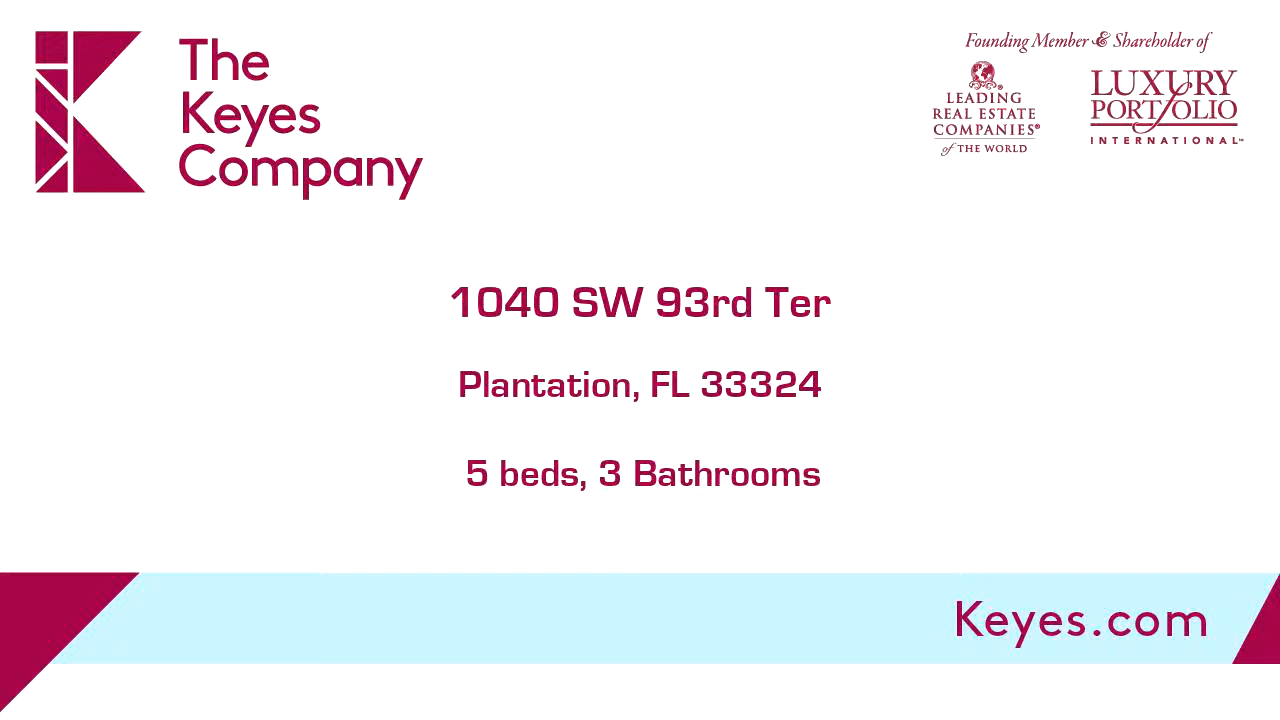 The
Keyes
Company
Founding Member & Shareholder of
LEADING
REAL ESTATE
COMPANIES®
of THE WORLD
LUXURY
PORTFOLIO
INTERNATIONAL™
1040 SW 93rd Ter
Plantation, FL 33324
5 beds, 3 Bathrooms
Keyes.com